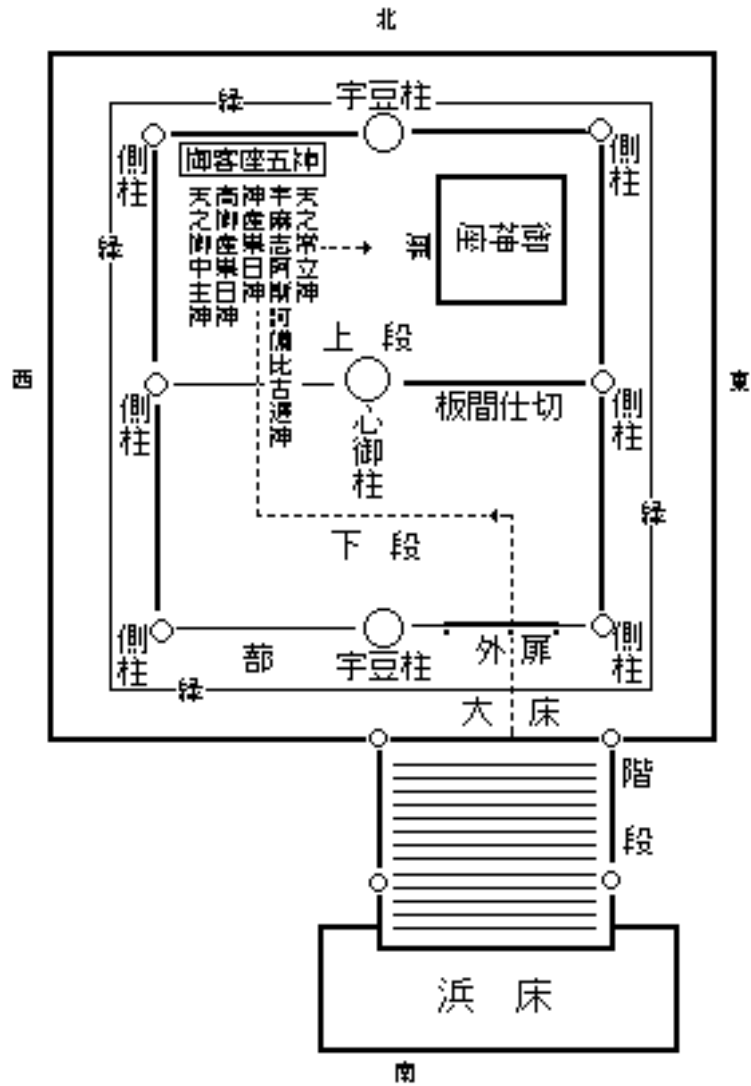 北
宇豆柱
縁
側柱
側柱
御客座五神
天之常立神
宇麻志阿斯訶備比古遅神
神産巣日神
高御産巣日神
天之御中主神
御神座
縁
上段
西
東
側柱
心御柱
板間仕切
側柱
縁
下段
側柱
蔀
宇豆柱
外扉
側柱
縁
大床
階段
浜床
南